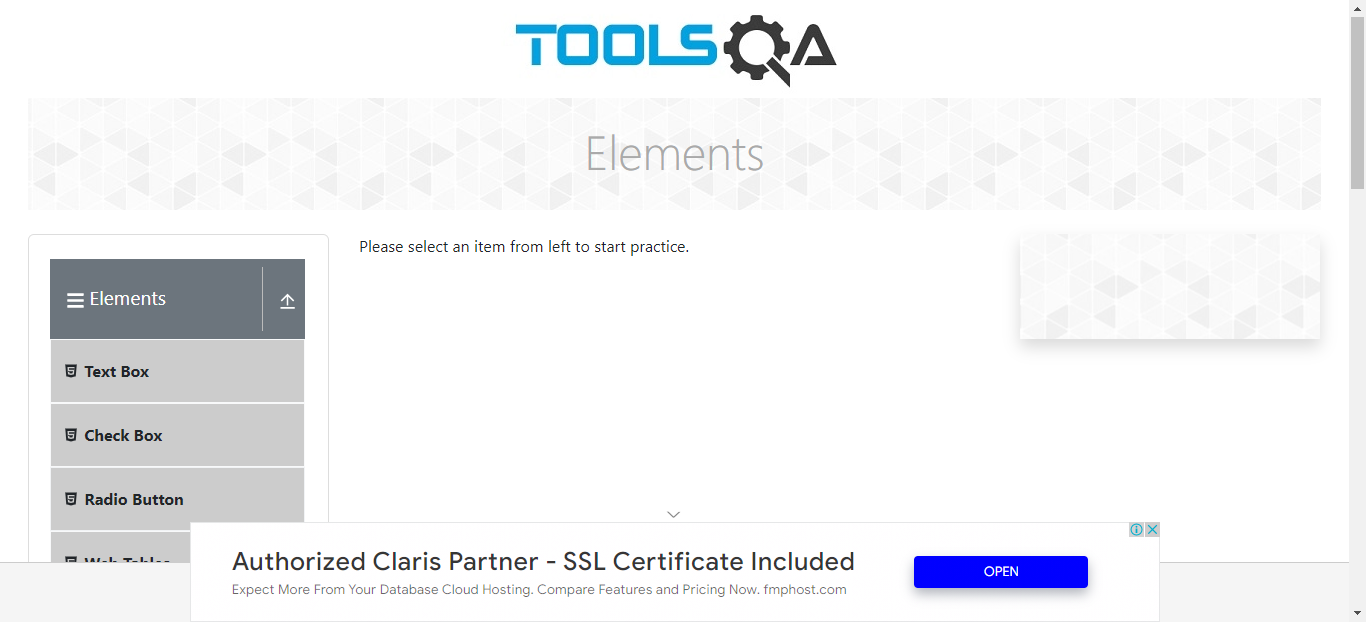 TOOLSQA
Elements
Please select an item from left to start practice.
Elements
Text Box
Check Box
Radio Button
Web Tables
Authorized Claris Partner - SSL Certificate Included
Expect More From Your Database Cloud Hosting. Compare Features and Pricing Now. fmphost.com
OPEN